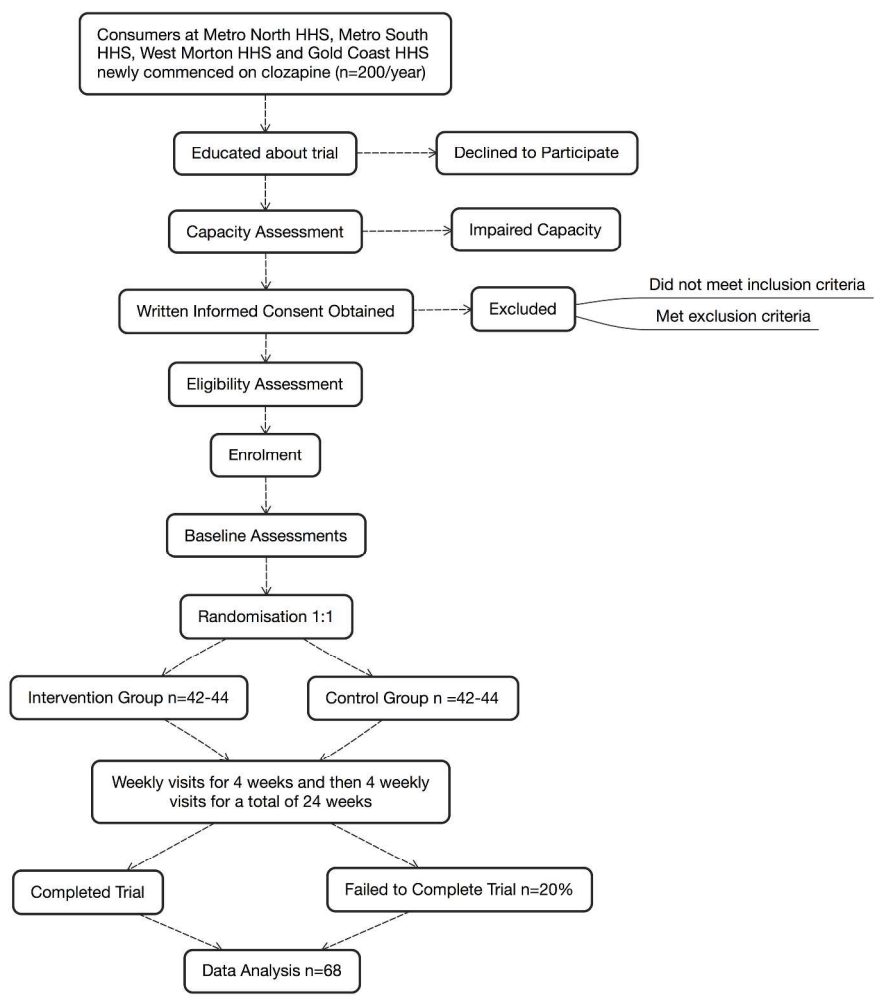 Consumers at Metro North HHS, Metro South
HHS, West Morton HHS and Gold Coast HHS
newly commenced on clozapine (n=200/year)
Educated about trial
Declined to Participate
Capacity Assessment
Impaired Capacity
Written Informed Consent Obtained
Excluded
Did not meet inclusion criteria
Met exclusion criteria
Eligibility Assessment
Enrolment
Baseline Assessments
Randomisation 1:1
Intervention Group n=42-44
Control Group n =42-44
Weekly visits for 4 weeks and then 4 weekly
visits for a total of 24 weeks
Completed Trial
Failed to Complete Trial n=20%
Data Analysis n=68